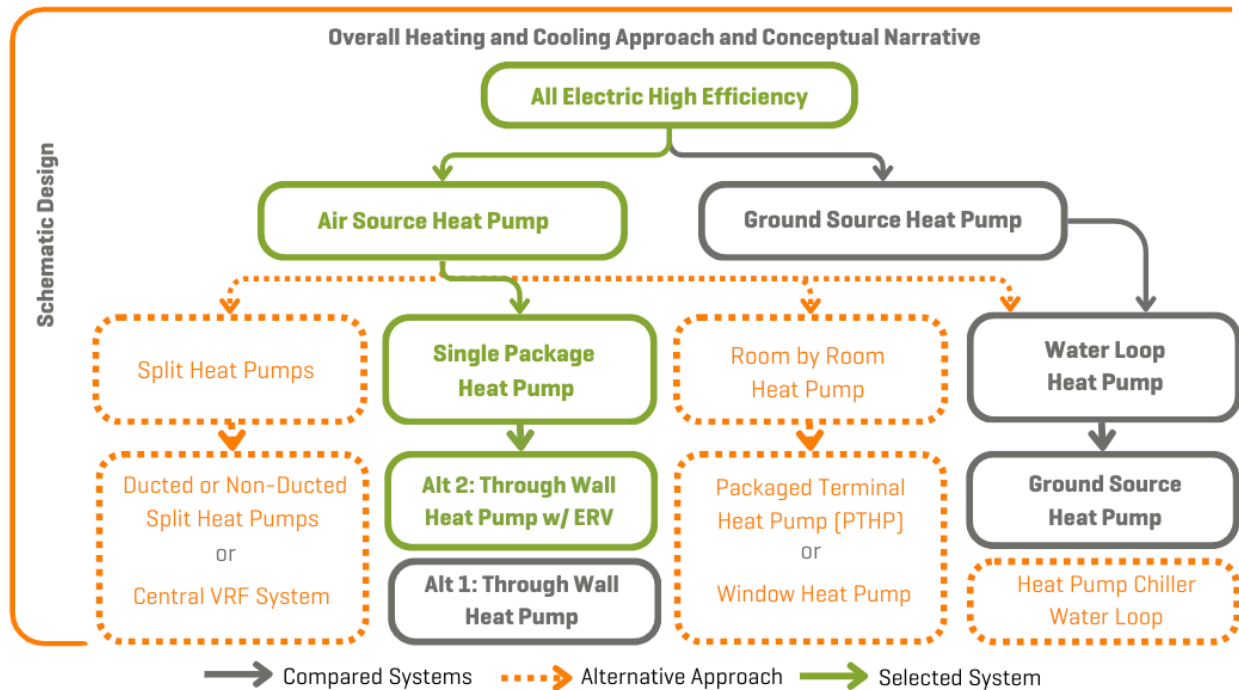 Overall Heating and Cooling Approach and Conceptual Narrative
All Electric High Efficiency
Schematic Design
Air Source Heat Pump
Ground Source Heat Pump
Split Heat Pumps
Single Package
Heat Pump
Room by Room
Heat Pump
Water Loop
Heat Pump
Ducted or Non-Ducted
Split Heat Pumps
or
Central VRF System
Alt 2: Through Wall
Heat Pump w/ ERV
Alt 1: Through Wall
Heat Pump
Packaged Terminal
Heat Pump (PTHP)
or
Window Heat Pump
Ground Source
Heat Pump
Heat Pump Chiller
Water Loop
Compared Systems
Alternative Approach
Selected System